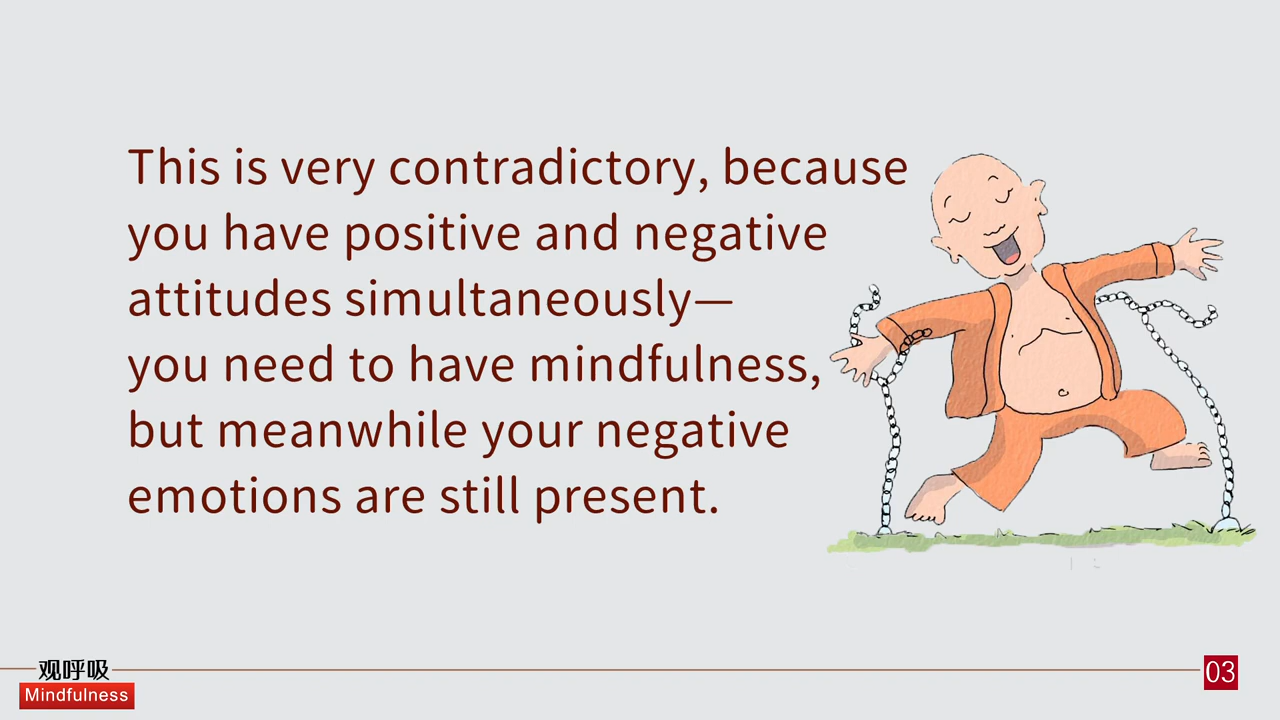 This is very contradictory, because
you have positive and negative
attitudes simultaneously—
you need to have mindfulness,
but meanwhile your negative
emotions are still present.
观呼吸
Mindfulness
03